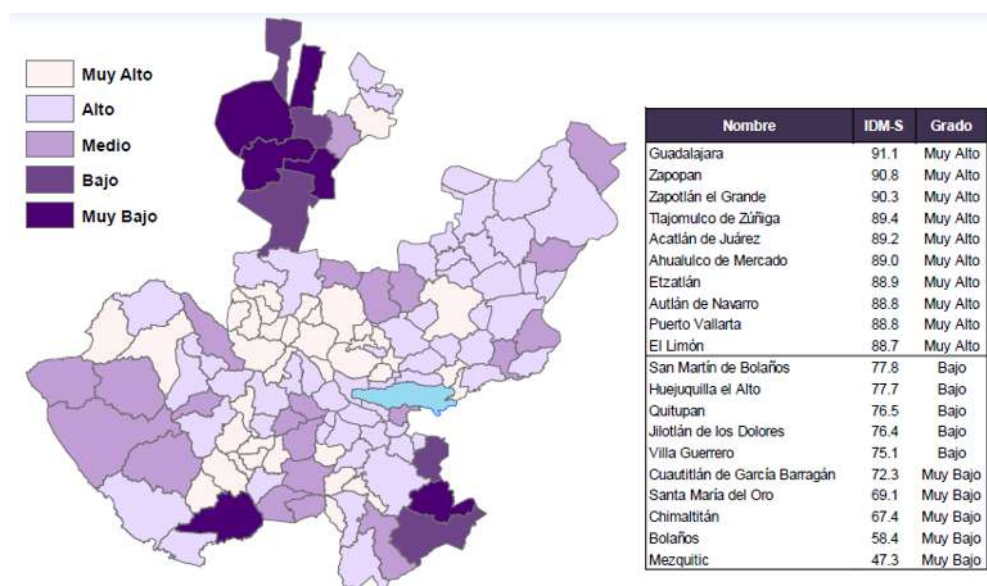 Muy Alto
Alto
Medio
Bajo
Muy Bajo
Nombre IDM-S Grado
Guadalajara 91.1 Muy Alto
Zapopan 90.8 Muy Alto
Zapotlán el Grande 90.3 Muy Alto
Tlajomulco de Zúñiga 89.4 Muy Alto
Acatlán de Juárez 89.2 Muy Alto
Ahualulco de Mercado 89.0 Muy Alto
Etzatlán 88.9 Muy Alto
Autlán de Navarro 88.8 Muy Alto
Puerto Vallarta 88.8 Muy Alto
El Limón 88.7 Muy Alto
San Martín de Bolaños 77.8 Bajo
Huejuquilla el Alto 77.7 Bajo
Quitupan 76.5 Bajo
Jilotlán de los Dolores 76.4 Bajo
Villa Guerrero 75.1 Bajo
Cuautitlán de García Barragán 72.3 Muy Bajo
Santa María del Oro 69.1 Muy Bajo
Chimaltitán 67.4 Muy Bajo
Bolaños 58.4 Muy Bajo
Mezquitic 47.3 Muy Bajo